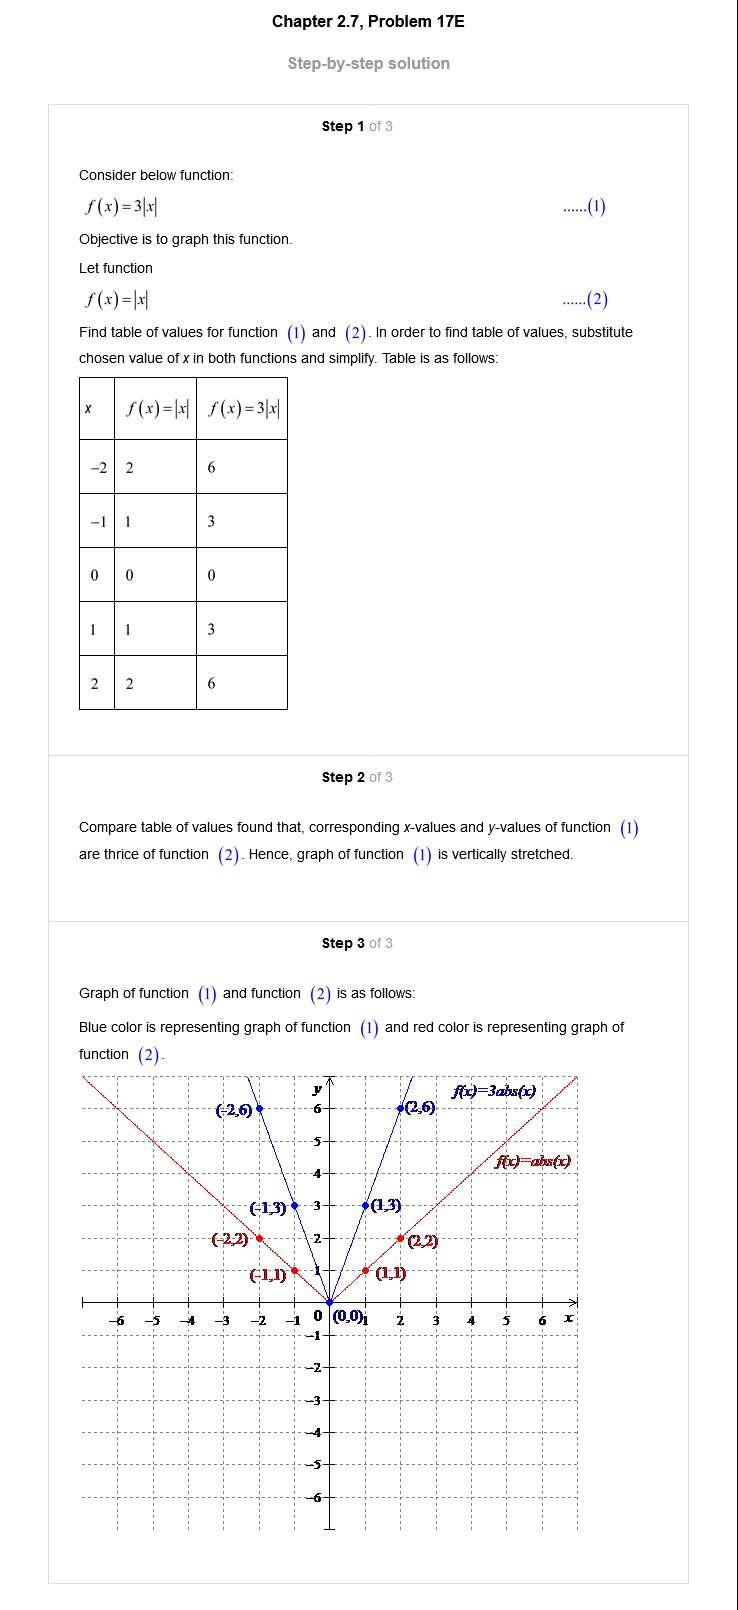 Chapter 2.7, Problem 17E
Step-by-step solution
Step 1 of 3
Consider below function:
f(x)=3|x| ......(1)
Objective is to graph this function.
Let function
f(x)=|x| ......(2)
Find table of values for function (1) and (2). In order to find table of values, substitute
chosen value of x in both functions and simplify. Table is as follows:
x f(x)=|x| f(x)=3|x|
−2 2 6
−1 1 3
0 0 0
1 1 3
2 2 6
Step 2 of 3
Compare table of values found that, corresponding x-values and y-values of function (1)
are thrice of function (2). Hence, graph of function (1) is vertically stretched.
Step 3 of 3
Graph of function (1) and function (2) is as follows:
Blue color is representing graph of function (1) and red color is representing graph of
function (2).
y f(x)=3abs(x)
(-2,6) 6 (2,6)
5
f(x)=abs(x)
4
(-1,3) 3 (1,3)
(-2,2) 2 (2,2)
(-1,1) 1 (1,1)
0 (0,0)
-6 -5 -4 -3 -2 -1 1 2 3 4 5 6 x
-1
-2
-3
-4
-5
-6